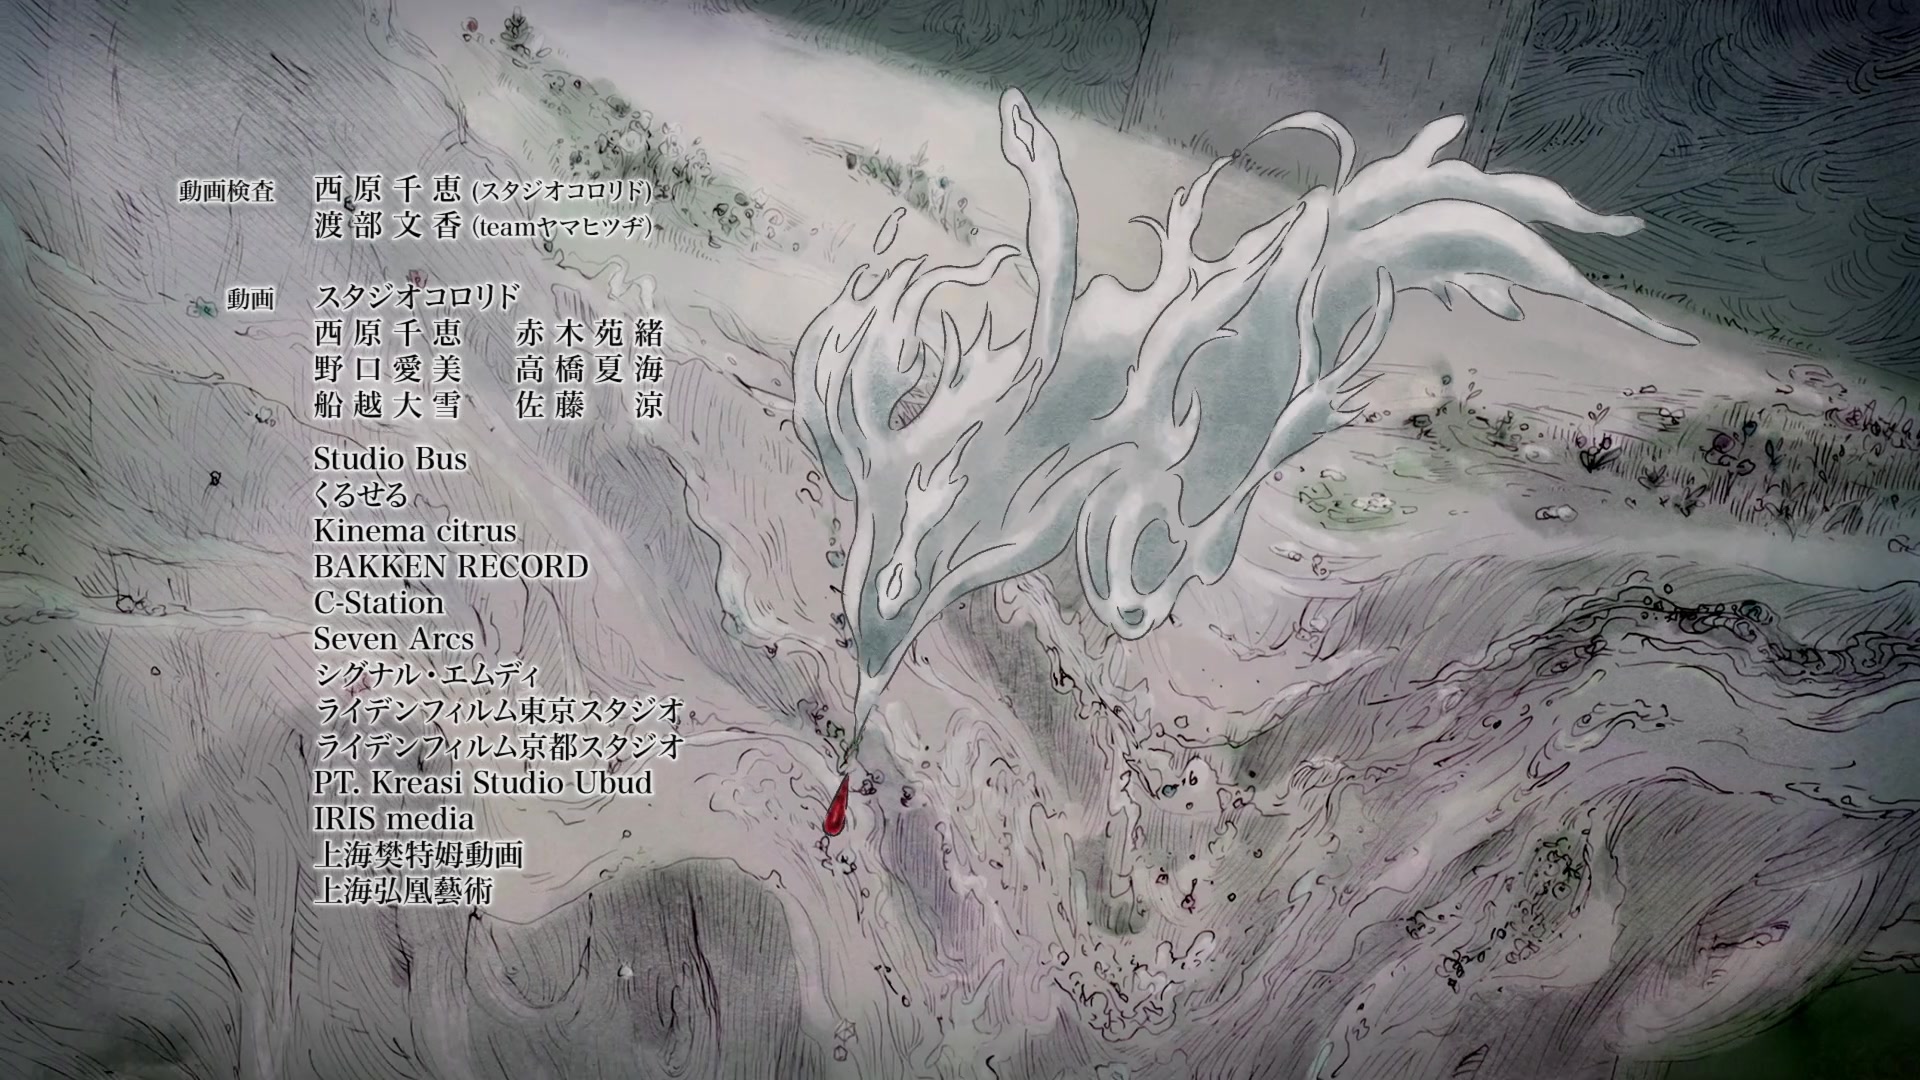 動画検査 西原千恵 (スタジオコロリド)
渡部文香 (teamヤマヒツヂ)
動画 スタジオコロリド
西原千恵 赤木苑緒
野口愛美 高橋夏海
船越大雪 佐藤 涼
Studio Bus
くるせる
Kinema citrus
BAKKEN RECORD
C-Station
Seven Arcs
シグナル・エムディ
ライデンフィルム東京スタジオ
ライデンフィルム京都スタジオ
PT. Kreasi Studio Ubud
IRIS media
上海樊特姆動画
上海弘凰藝術